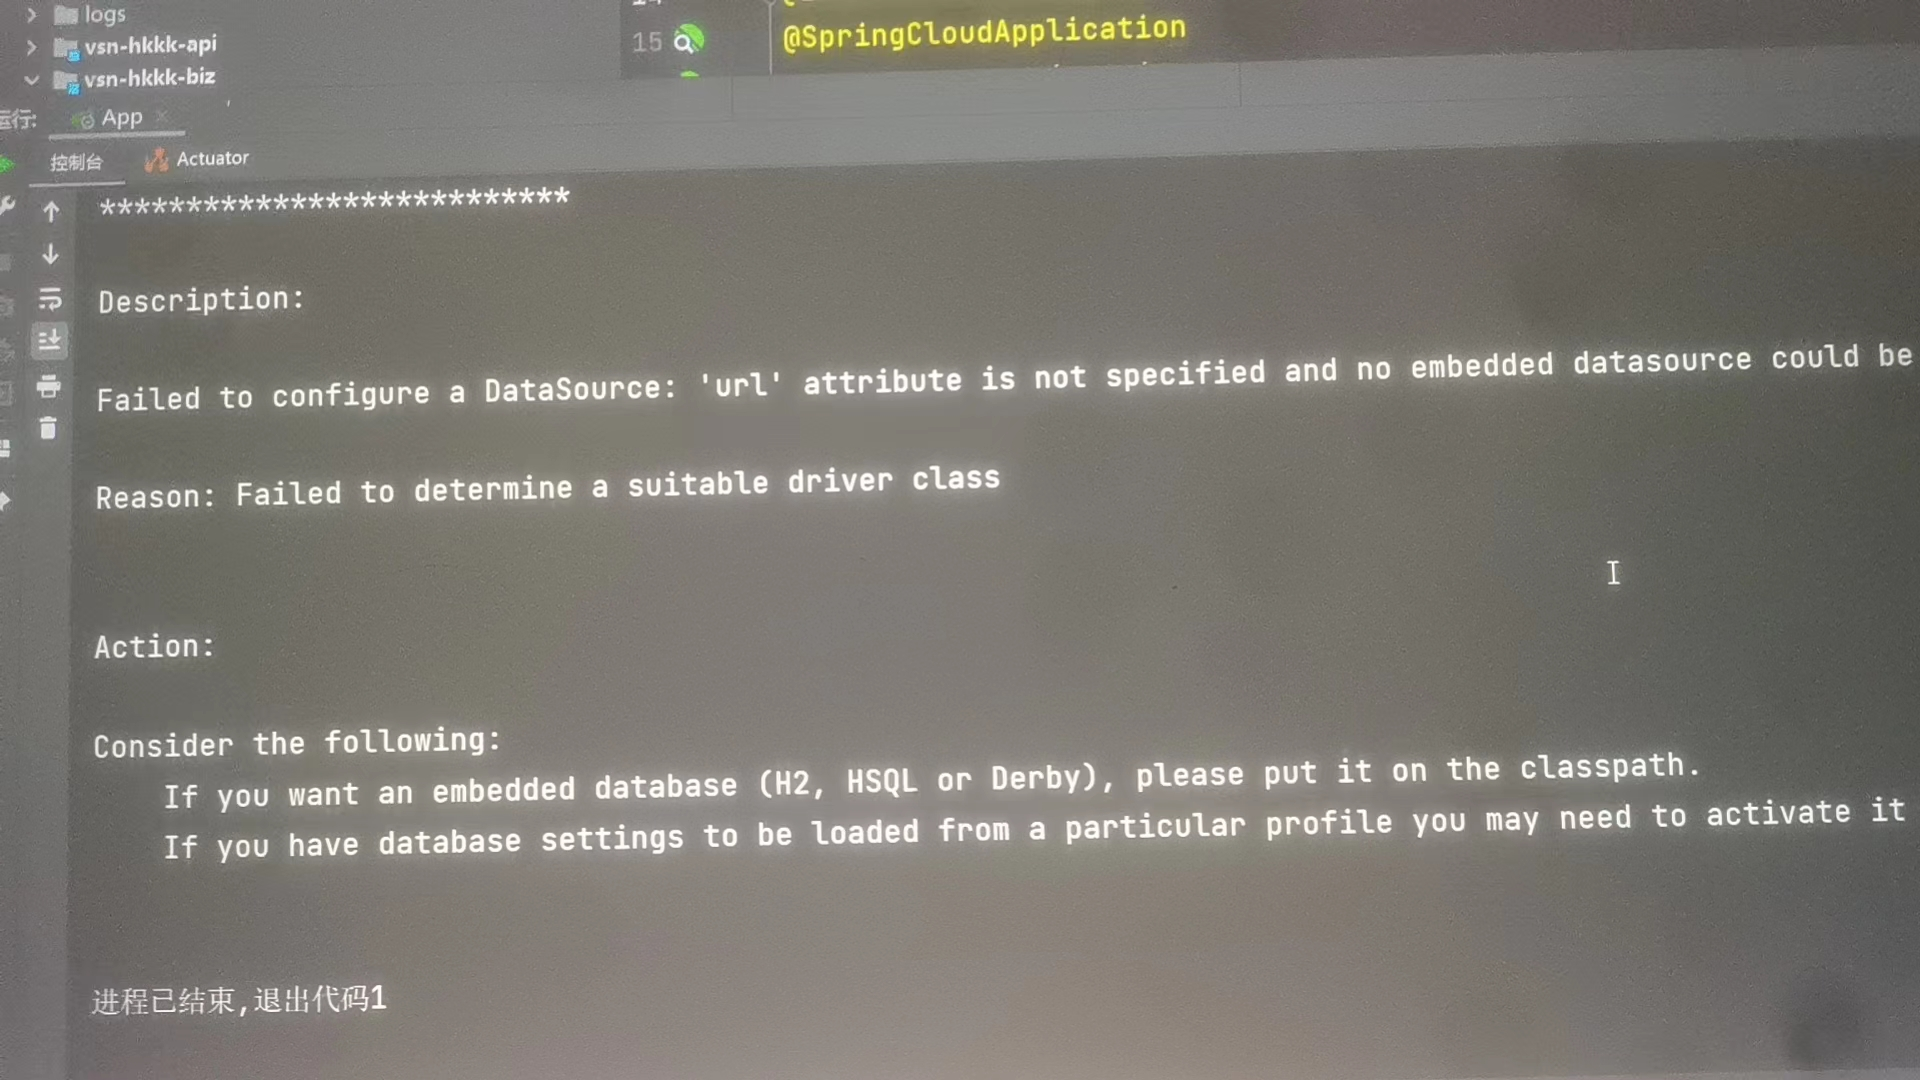 logs
vsn-hkkk-api
vsn-hkkk-biz
15
@SpringCloudApplication
运行:
App
控制台
Actuator
***************************
Description:
Failed to configure a DataSource: 'url' attribute is not specified and no embedded datasource could be
Reason: Failed to determine a suitable driver class
Action:
Consider the following:
If you want an embedded database (H2, HSQL or Derby), please put it on the classpath.
If you have database settings to be loaded from a particular profile you may need to activate it
进程已结束,退出代码1